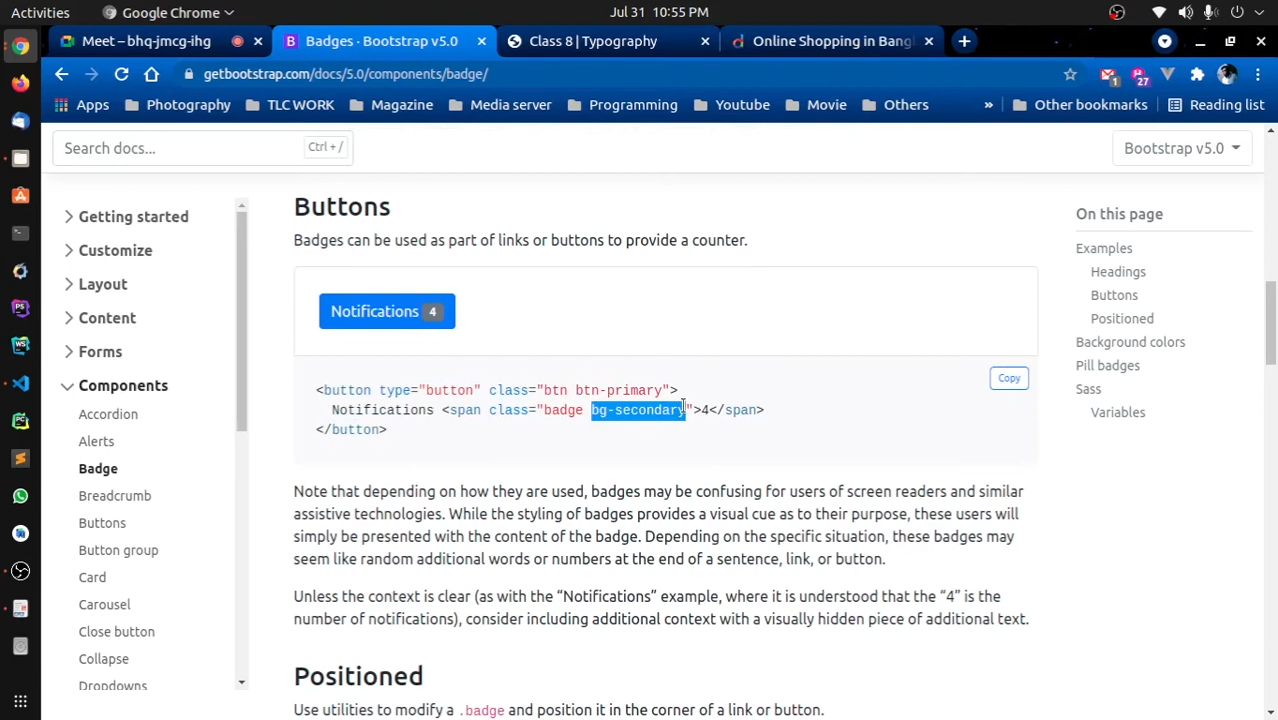 Activities
Google Chrome
Jul 31 10:55 PM
Meet – bhq-jmcg-ihg
Badges · Bootstrap v5.0
Class 8 | Typography
Online Shopping in Bangl
getbootstrap.com/docs/5.0/components/badge/
1
27
Apps
Photography
TLC WORK
Magazine
Media server
Programming
Youtube
Movie
Others
»
Other bookmarks
Reading list
Search docs...
Ctrl + /
Bootstrap v5.0
Getting started
Customize
Layout
Content
Forms
Components
Accordion
Alerts
Badge
Breadcrumb
Buttons
Button group
Card
Carousel
Close button
Collapse
Dropdowns
Buttons
Badges can be used as part of links or buttons to provide a counter.
Notifications 4
Copy
<button type="button" class="btn btn-primary">
Notifications <span class="badge bg-secondary">4</span>
</button>
Note that depending on how they are used, badges may be confusing for users of screen readers and similar
assistive technologies. While the styling of badges provides a visual cue as to their purpose, these users will
simply be presented with the content of the badge. Depending on the specific situation, these badges may
seem like random additional words or numbers at the end of a sentence, link, or button.
Unless the context is clear (as with the “Notifications” example, where it is understood that the “4” is the
number of notifications), consider including additional context with a visually hidden piece of additional text.
Positioned
Use utilities to modify a .badge and position it in the corner of a link or button.
On this page
Examples
Headings
Buttons
Positioned
Background colors
Pill badges
Sass
Variables